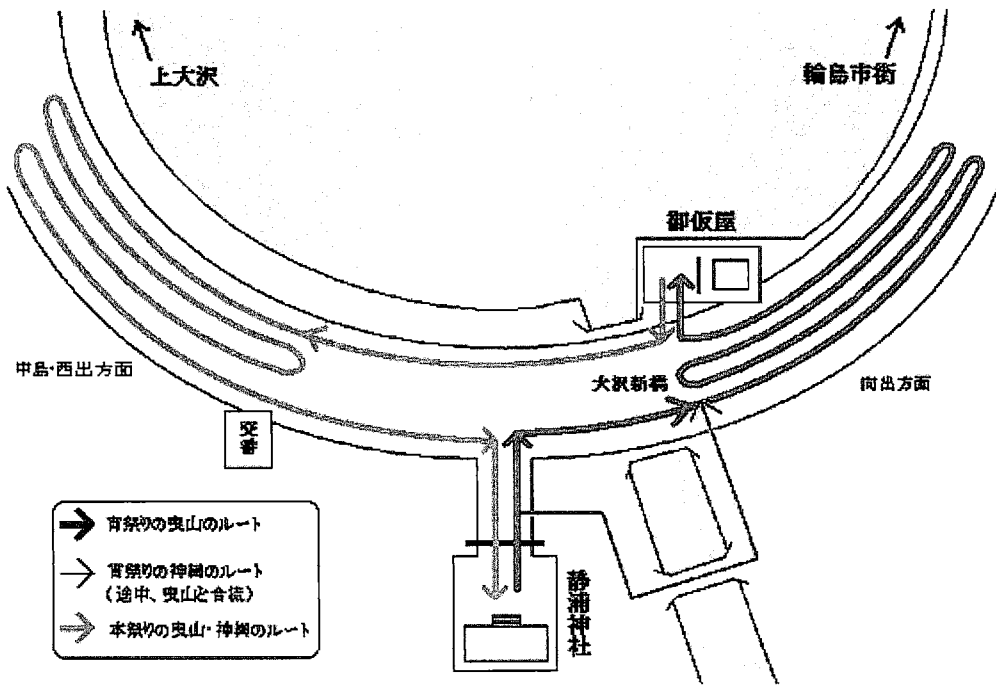 上大沢
輪島市街
御仮屋
中島・西出方面
大沢新橋
向出方面
交番
宵祭りの曳山のルート
宵祭りの神輿のルート
(途中、曳山と合流)
本祭りの曳山・神輿のルート
静浦神社